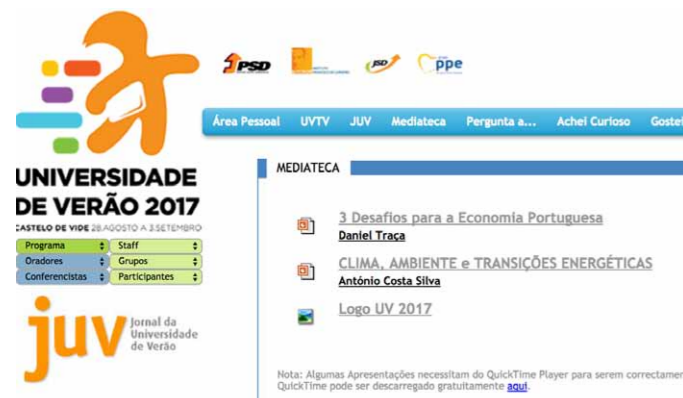 PSD
JSD
ppe
Área Pessoal UVTV JUV Mediateca Pergunta a... Achei Curioso Gostei
UNIVERSIDADE
DE VERÃO 2017
CASTELO DE VIDE 28.AGOSTO A 3.SETEMBRO
Programa Staff
Oradores Grupos
Conferencistas Participantes
juv Jornal da
Universidade
de Verão
MEDIATECA
3 Desafios para a Economia Portuguesa
Daniel Traça
CLIMA, AMBIENTE e TRANSIÇÕES ENERGÉTICAS
António Costa Silva
Logo UV 2017
Nota: Algumas Apresentações necessitam do QuickTime Player para serem
QuickTime pode ser descarregado gratuitamente aqui.